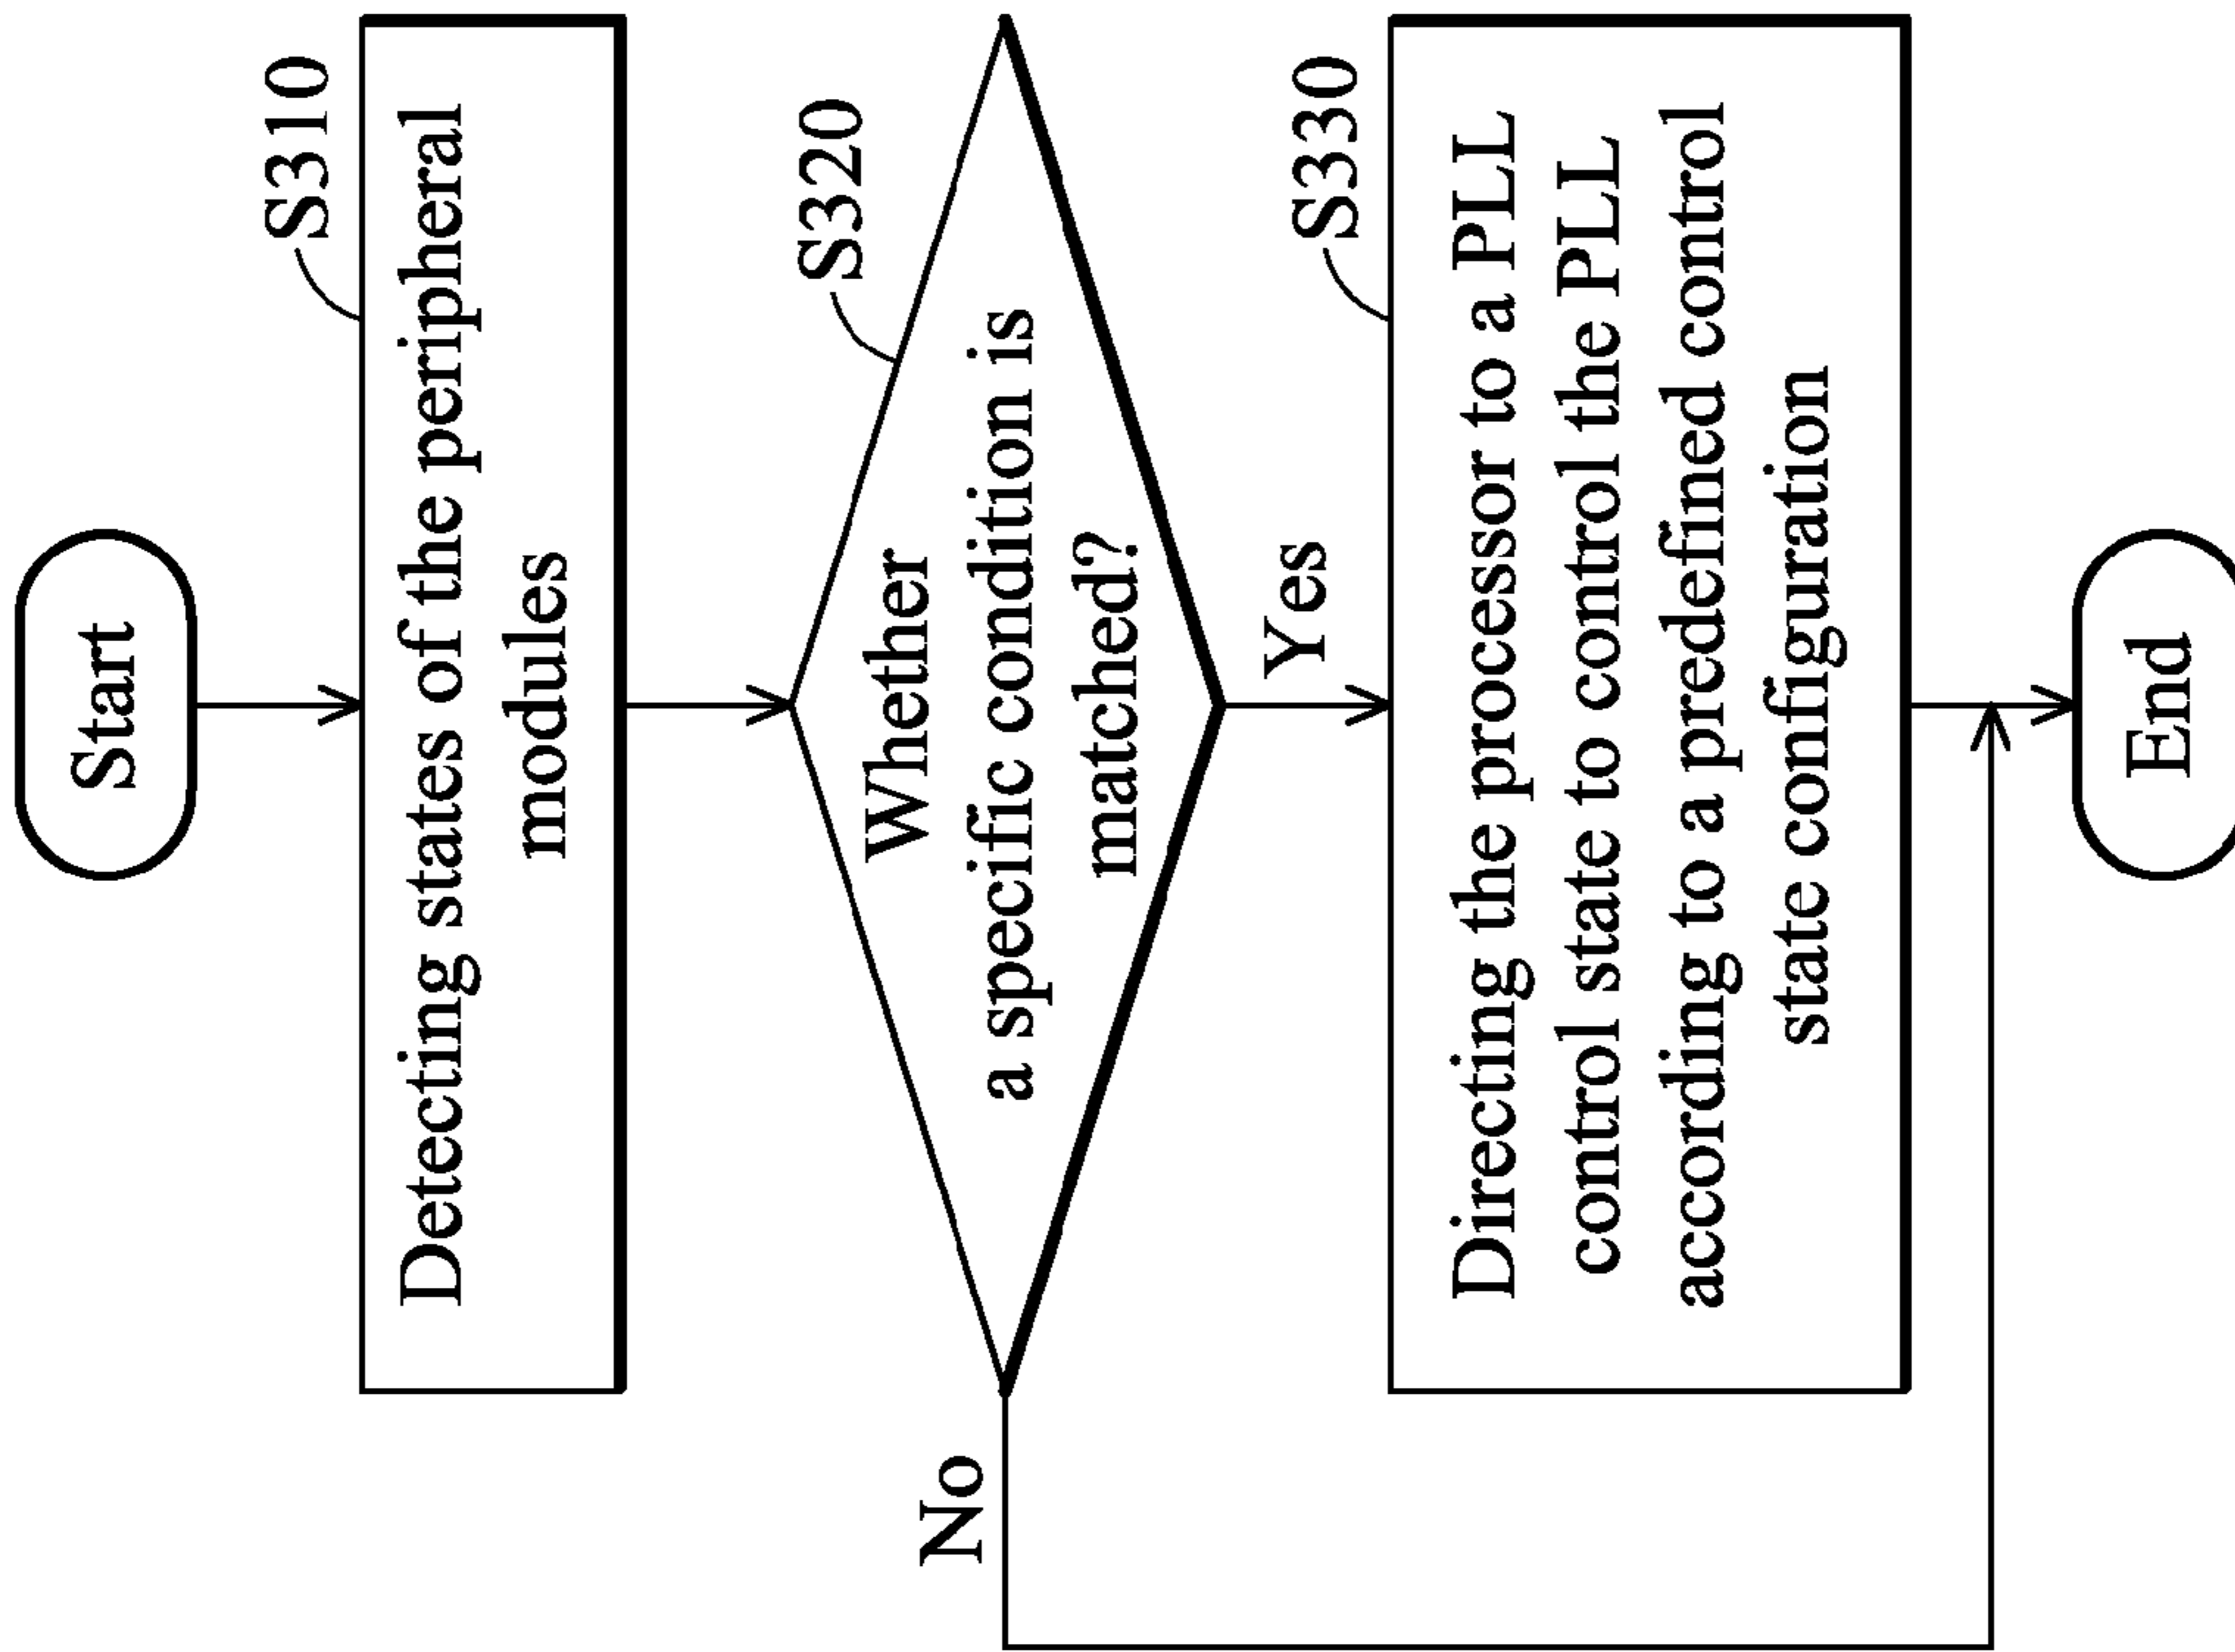 Start
S310
Detecting states of the peripheral
modules
S320
Whether
a specific condition is
matched?
No
Yes
S330
Directing the processor to a PLL
control state to control the PLL
according to a predefined control
state configuration
End